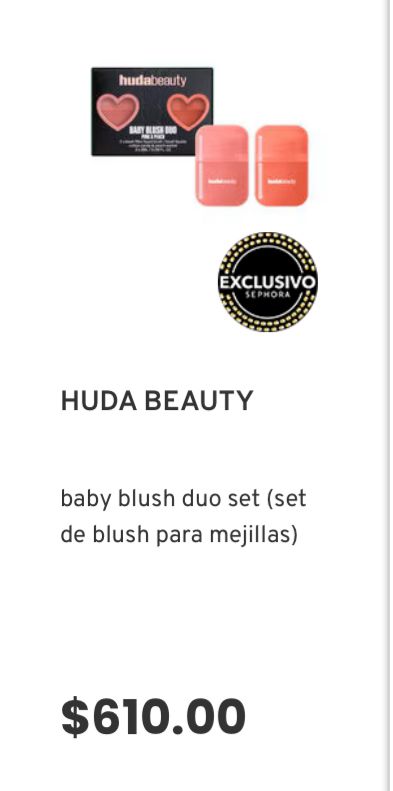 hudabeauty
BABY BLUSH DUO
PINK & PEACH
hudabeauty
hudabeauty
EXCLUSIVO
SEPHORA
HUDA BEAUTY
baby blush duo set (set
de blush para mejillas)
$610.00